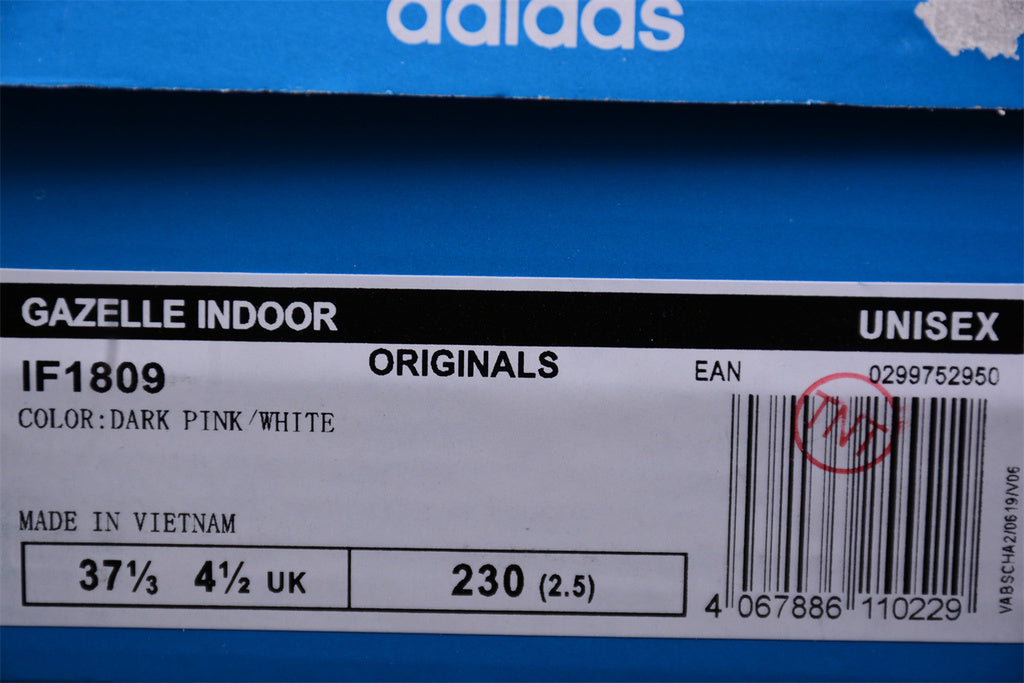 adidas
GAZELLE INDOOR
UNISEX
IF1809
ORIGINALS
EAN
0299752950
COLOR:DARK PINK/WHITE
TNT
MADE IN VIETNAM
37⅓ 4½ UK
230 (2.5)
4 067886 110229
VABSCHA2/0619/V06